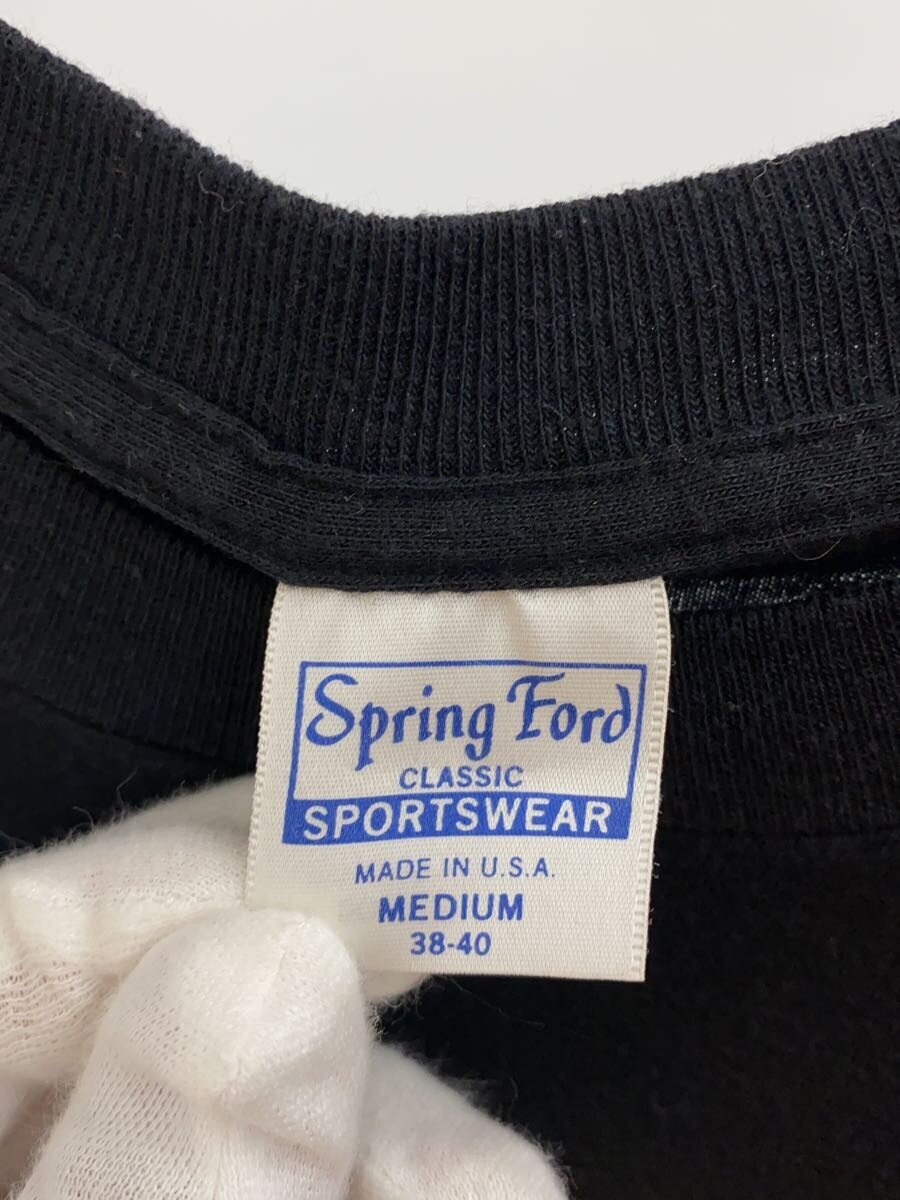 Spring Ford
CLASSIC
SPORTSWEAR
MADE IN U.S.A.
MEDIUM
38-40